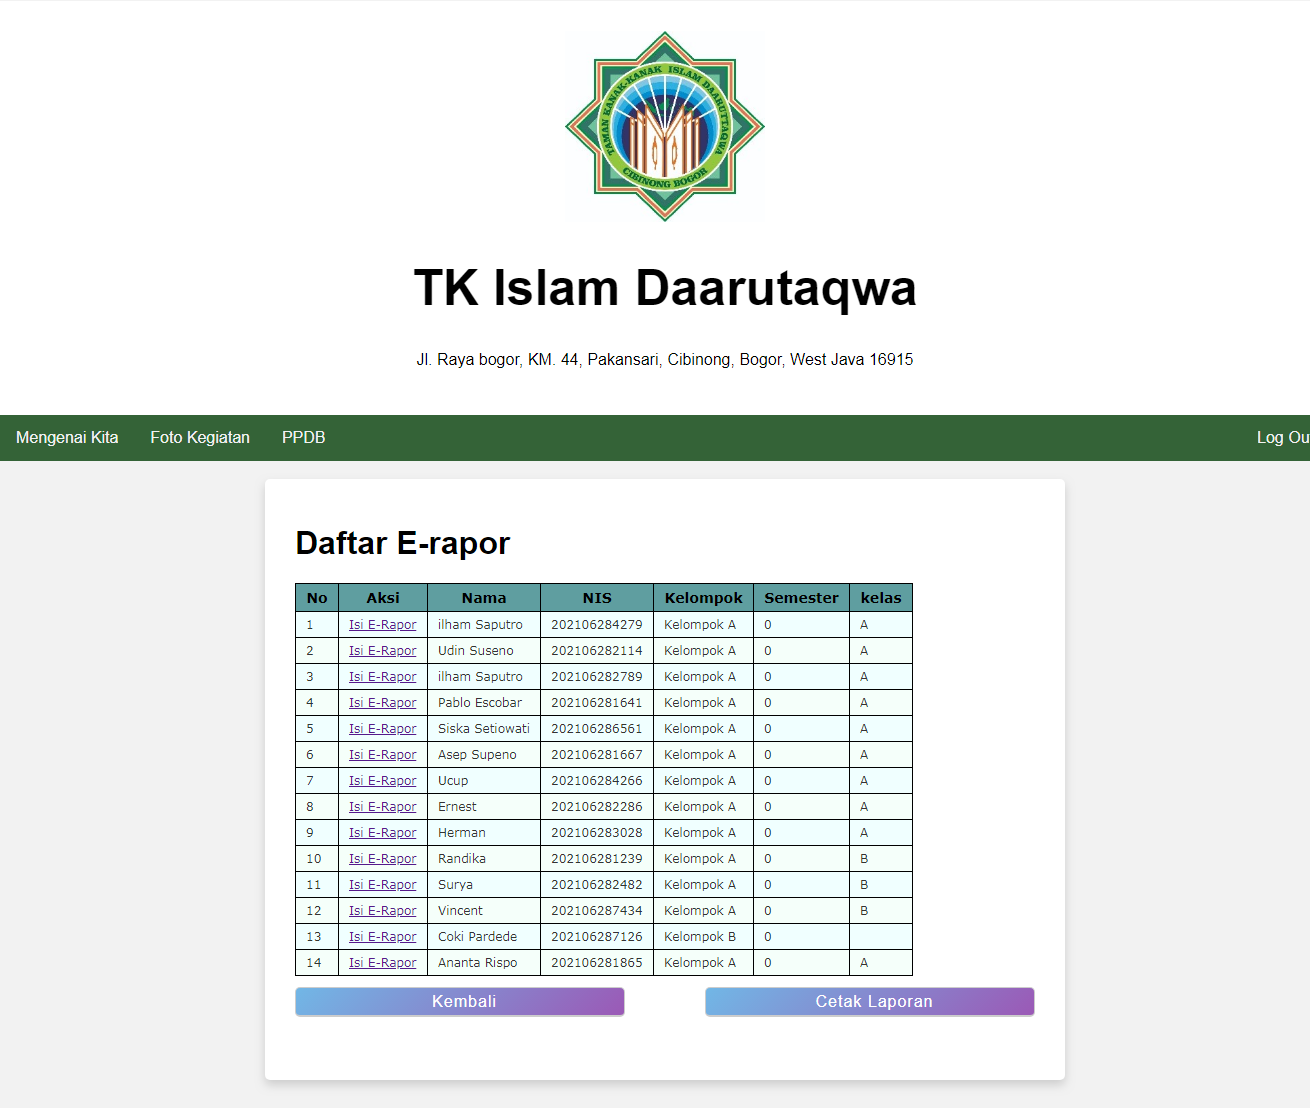 TAMAN KANAK-KANAK ISLAM DAARUTTAQWA
CIBINONG BOGOR
TK Islam Daarutaqwa
Jl. Raya bogor, KM. 44, Pakansari, Cibinong, Bogor, West Java 16915
Mengenai Kita Foto Kegiatan PPDB Log Ou
Daftar E-rapor
No Aksi Nama NIS Kelompok Semester kelas
1 Isi E-Rapor ilham Saputro 202106284279 Kelompok A 0 A
2 Isi E-Rapor Udin Suseno 202106282114 Kelompok A 0 A
3 Isi E-Rapor ilham Saputro 202106282789 Kelompok A 0 A
4 Isi E-Rapor Pablo Escobar 202106281641 Kelompok A 0 A
5 Isi E-Rapor Siska Setiowati 202106286561 Kelompok A 0 A
6 Isi E-Rapor Asep Supeno 202106281667 Kelompok A 0 A
7 Isi E-Rapor Ucup 202106284266 Kelompok A 0 A
8 Isi E-Rapor Ernest 202106282286 Kelompok A 0 A
9 Isi E-Rapor Herman 202106283028 Kelompok A 0 A
10 Isi E-Rapor Randika 202106281239 Kelompok A 0 B
11 Isi E-Rapor Surya 202106282482 Kelompok A 0 B
12 Isi E-Rapor Vincent 202106287434 Kelompok A 0 B
13 Isi E-Rapor Coki Pardede 202106287126 Kelompok B 0
14 Isi E-Rapor Ananta Rispo 202106281865 Kelompok A 0 A
Kembali Cetak Laporan